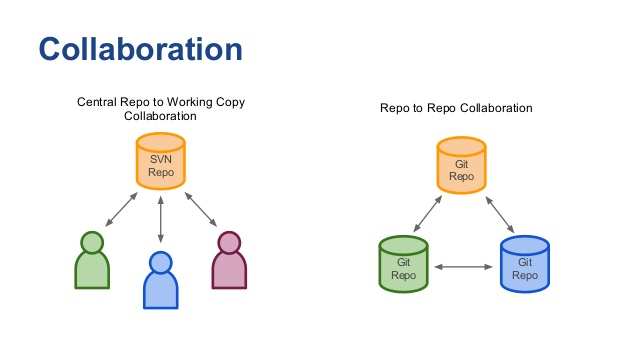 Collaboration
Central Repo to Working Copy
Collaboration
SVN
Repo
Repo to Repo Collaboration
Git
Repo
Git
Repo
Git
Repo